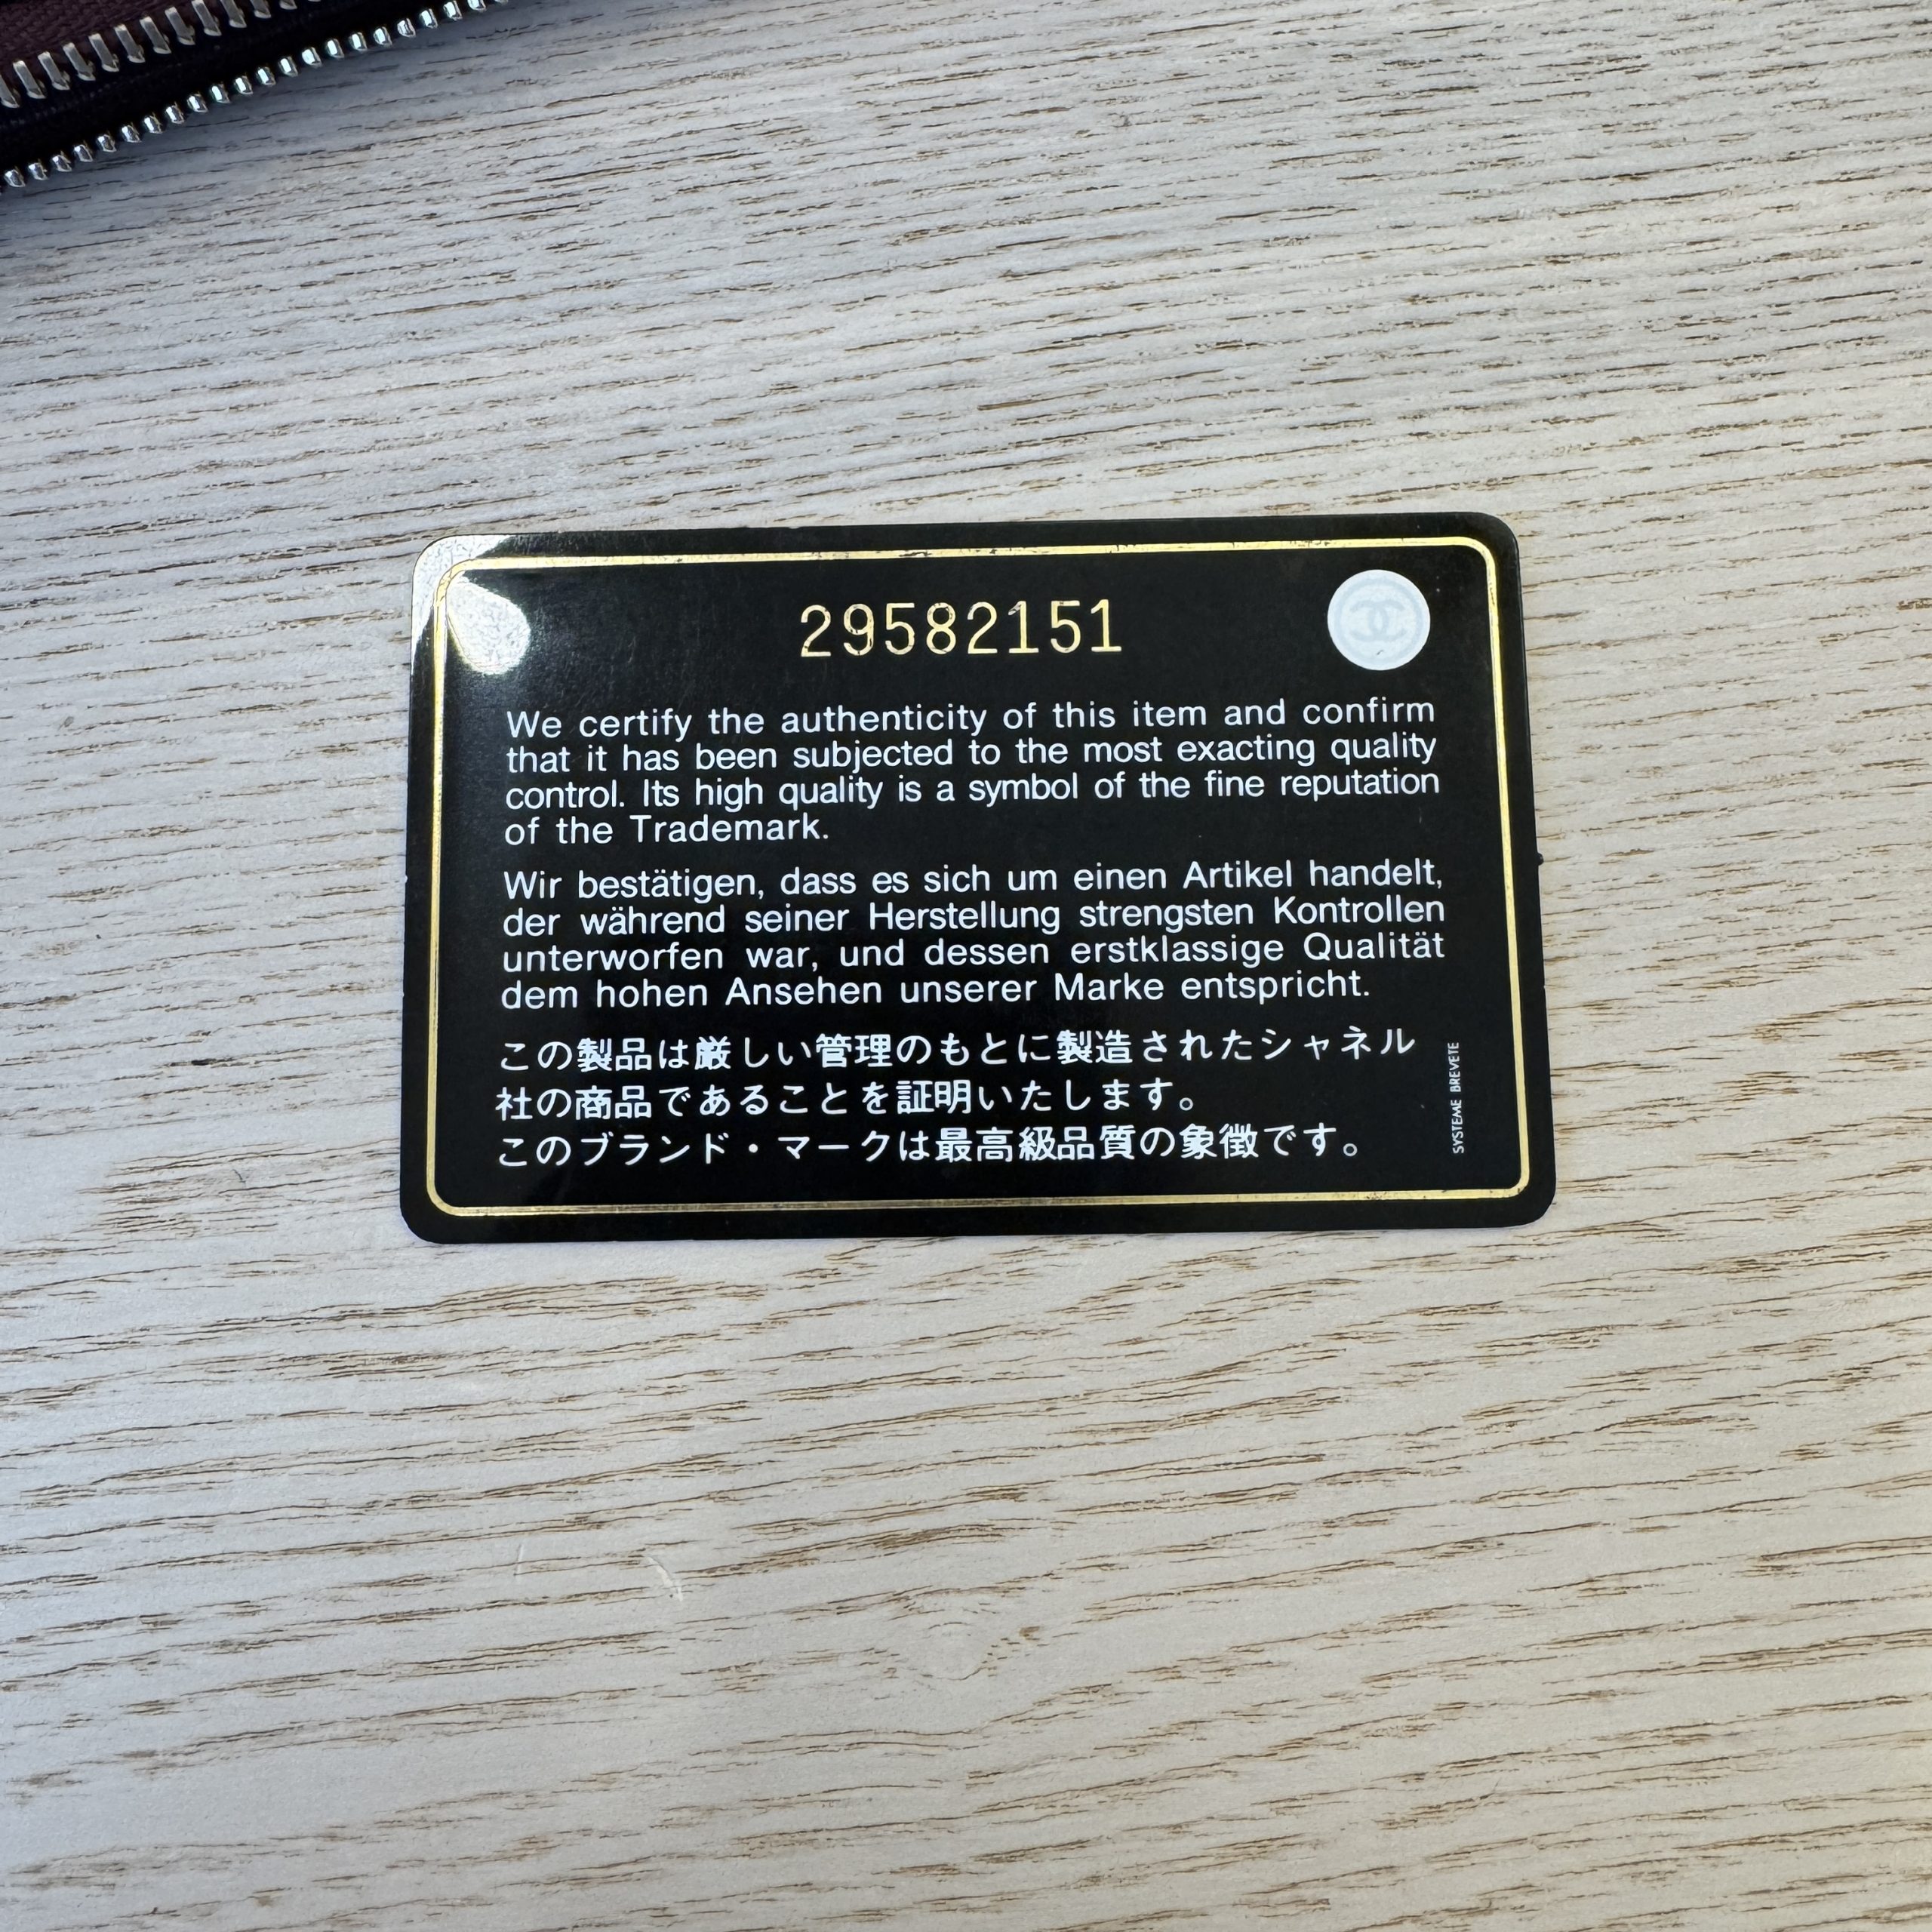 29582151
We certify the authenticity of this item and confirm
that it has been subjected to the most exacting quality
control. Its high quality is a symbol of the fine reputation
of the Trademark.
Wir bestätigen, dass es sich um einen Artikel handelt,
der während seiner Herstellung strengsten Kontrollen
unterworfen war, und dessen erstklassige Qualität
dem hohen Ansehen unserer Marke entspricht.
この製品は厳しい管理のもとに製造されたシャネル
社の商品であることを証明いたします。
このブランド・マークは最高級品質の象徴です。
SYSTEME BREVETE